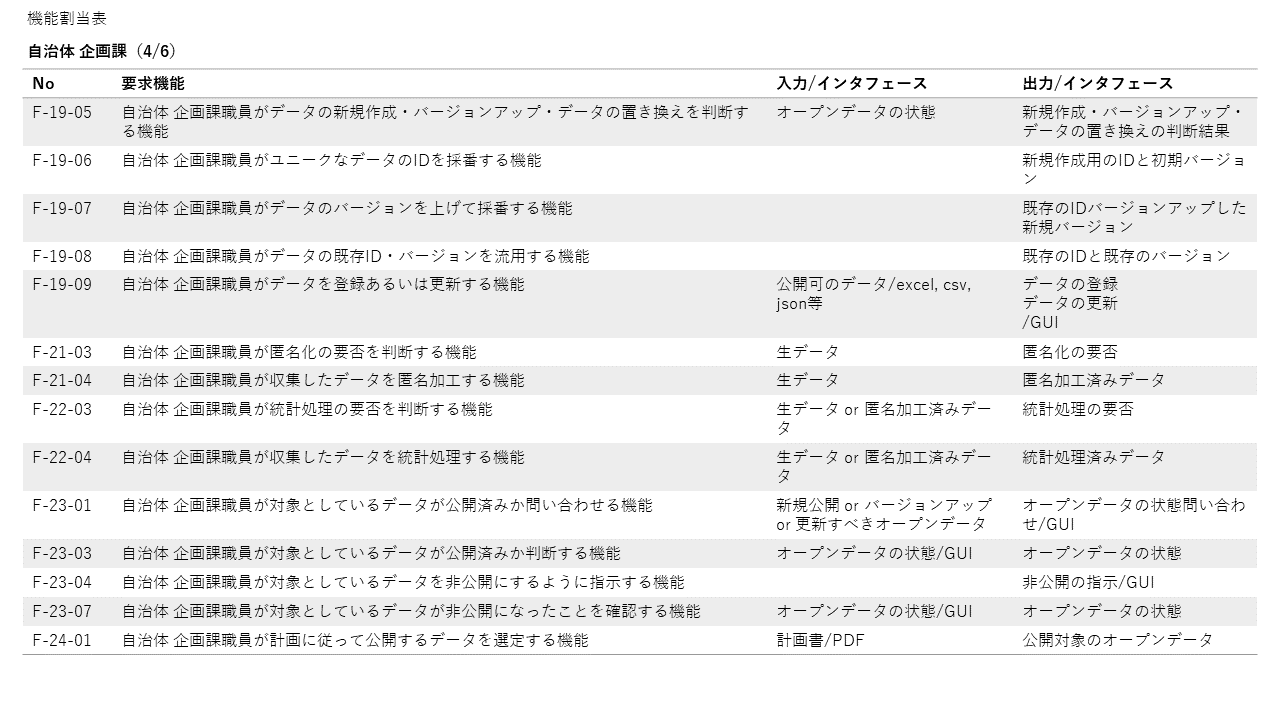 機能割当表
自治体 企画課（4/6）
No 要求機能 入力/インタフェース 出力/インタフェース
F-19-05 自治体 企画課職員がデータの新規作成・バージョンアップ・データの置き換えを判断す オープンデータの状態 新規作成・バージョンアップ・
る機能 データの置き換えの判断結果
F-19-06 自治体 企画課職員がユニークなデータのIDを採番する機能 新規作成用のIDと初期バージョ
ン
F-19-07 自治体 企画課職員がデータのバージョンを上げて採番する機能 既存のIDバージョンアップした
新規バージョン
F-19-08 自治体 企画課職員がデータの既存ID・バージョンを流用する機能 既存のIDと既存のバージョン
F-19-09 自治体 企画課職員がデータを登録あるいは更新する機能 公開可のデータ/excel, csv, データの登録
json等 データの更新
/GUI
F-21-03 自治体 企画課職員が匿名化の要否を判断する機能 生データ 匿名化の要否
F-21-04 自治体 企画課職員が収集したデータを匿名加工する機能 生データ 匿名加工済みデータ
F-22-03 自治体 企画課職員が統計処理の要否を判断する機能 生データ or 匿名加工済みデー 統計処理の要否
タ
F-22-04 自治体 企画課職員が収集したデータを統計処理する機能 生データ or 匿名加工済みデー 統計処理済みデータ
タ
F-23-01 自治体 企画課職員が対象としているデータが公開済みか問い合わせる機能 新規公開 or バージョンアップ オープンデータの状態問い合わ
or 更新すべきオープンデータ せ/GUI
F-23-03 自治体 企画課職員が対象としているデータが公開済みか判断する機能 オープンデータの状態/GUI オープンデータの状態
F-23-04 自治体 企画課職員が対象としているデータを非公開にするように指示する機能 非公開の指示/GUI
F-23-07 自治体 企画課職員が対象としているデータが非公開になったことを確認する機能 オープンデータの状態/GUI オープンデータの状態
F-24-01 自治体 企画課職員が計画に従って公開するデータを選定する機能 計画書/PDF 公開対象のオープンデータ